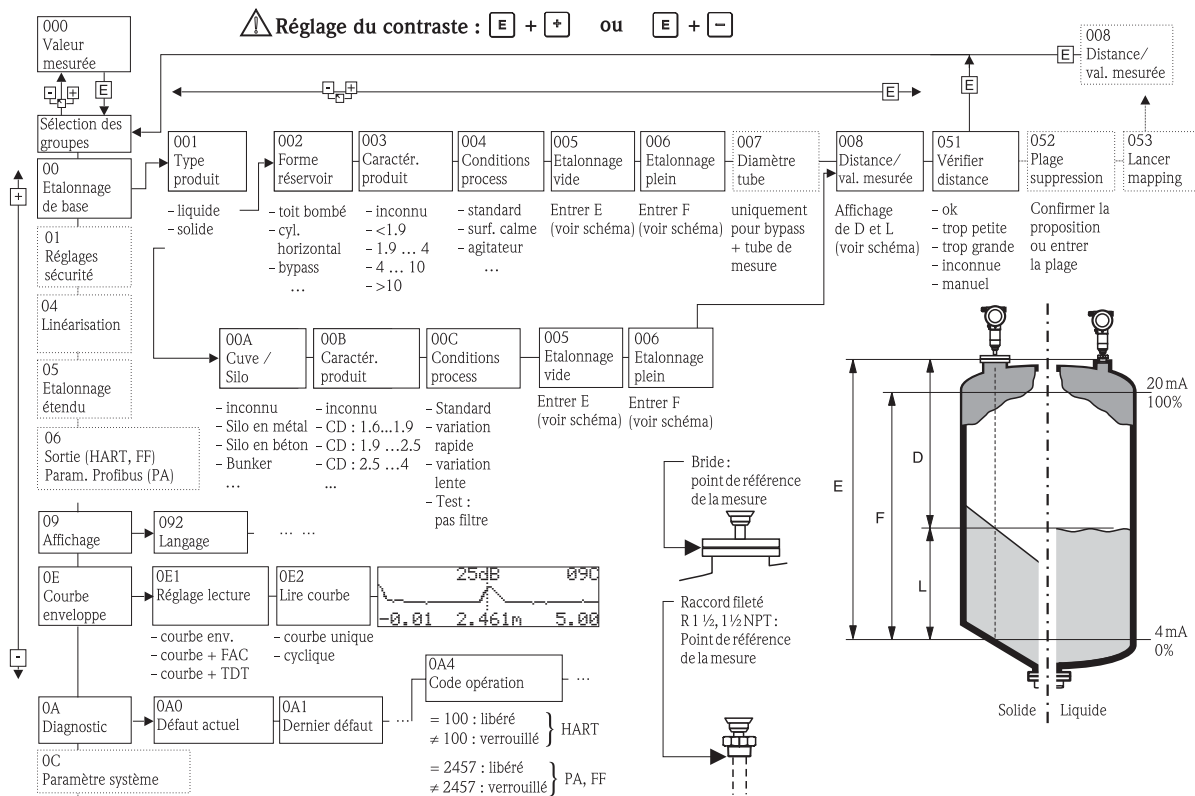 ⚠ Réglage du contraste : E + + ou E + −
000
Valeur
mesurée
- +
E
Sélection des
groupes
- +
E
E
E
008
Distance/
val. mesurée
00
Etalonnage
de base
001
Type
produit
– liquide
– solide
002
Forme
réservoir
– toit bombé
– cyl.
horizontal
– bypass
...
003
Caractér.
produit
– inconnu
– <1.9
– 1.9 ... 4
– 4 ... 10
– >10
004
Conditions
process
– standard
– surf. calme
– agitateur
...
005
Etalonnage
vide
Entrer E
(voir schéma)
006
Etalonnage
plein
Entrer F
(voir schéma)
007
Diamètre
tube
uniquement
pour bypass
+ tube de
mesure
008
Distance/
val. mesurée
Affichage
de D et L
(voir schéma)
051
Vérifier
distance
– ok
– trop petite
– trop grande
– inconnue
– manuel
052
Plage
suppression
Confirmer la
proposition
ou entrer
la plage
053
Lancer
mapping
+
-
01
Réglages
sécurité
04
Linéarisation
05
Etalonnage
étendu
06
Sortie (HART, FF)
Param. Profibus (PA)
00A
Cuve /
Silo
– inconnu
– Silo en métal
– Silo en béton
– Bunker
...
00B
Caractér.
produit
– inconnu
– CD : 1.6...1.9
– CD : 1.9 ...2.5
– CD : 2.5 ...4
...
00C
Conditions
process
– Standard
– variation
rapide
– variation
lente
– Test :
pas filtre
005
Etalonnage
vide
Entrer E
(voir schéma)
006
Etalonnage
plein
Entrer F
(voir schéma)
09
Affichage
092
Langage
... ...
0E
Courbe
enveloppe
0E1
Réglage lecture
– courbe env.
– courbe + FAC
– courbe + TDT
0E2
Lire courbe
– courbe unique
– cyclique
25dB 09C
-0.01 2.461m 5.00
0A
Diagnostic
0A0
Défaut actuel
0A1
Dernier défaut
...
0A4
Code opération
...
= 100 : libéré
≠ 100 : verrouillé
HART
= 2457 : libéré
≠ 2457 : verrouillé
PA, FF
0C
Paramètre système
Bride :
point de référence
de la mesure
Raccord fileté
R 1 ½, 1½ NPT :
Point de référence
de la mesure
20 mA
100%
D
E
F
L
4 mA
0%
Solide
Liquide